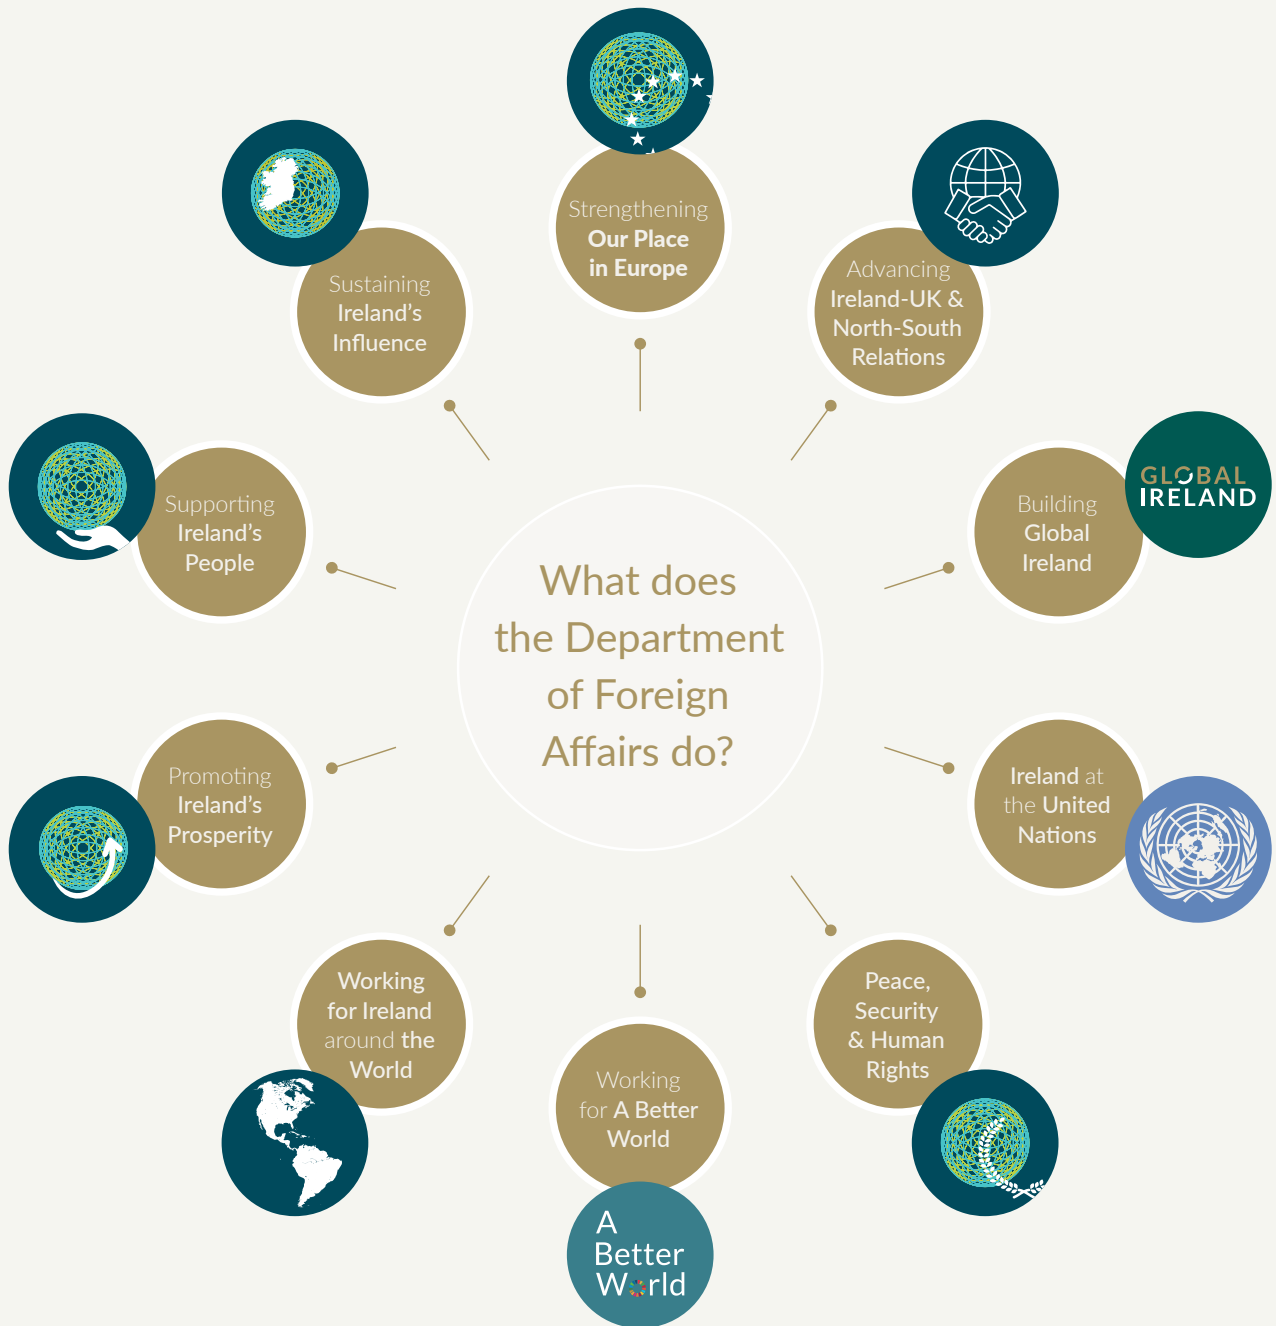 What does
the Department
of Foreign
Affairs do?
Strengthening
Our Place
in Europe
Advancing
Ireland-UK &
North-South
Relations
Building
Global
Ireland
GLOBAL
IRELAND
Ireland at
the United
Nations
Peace,
Security
& Human
Rights
Working
for A Better
World
A
Better
World
Working
for Ireland
around the
World
Promoting
Ireland's
Prosperity
Supporting
Ireland's
People
Sustaining
Ireland's
Influence